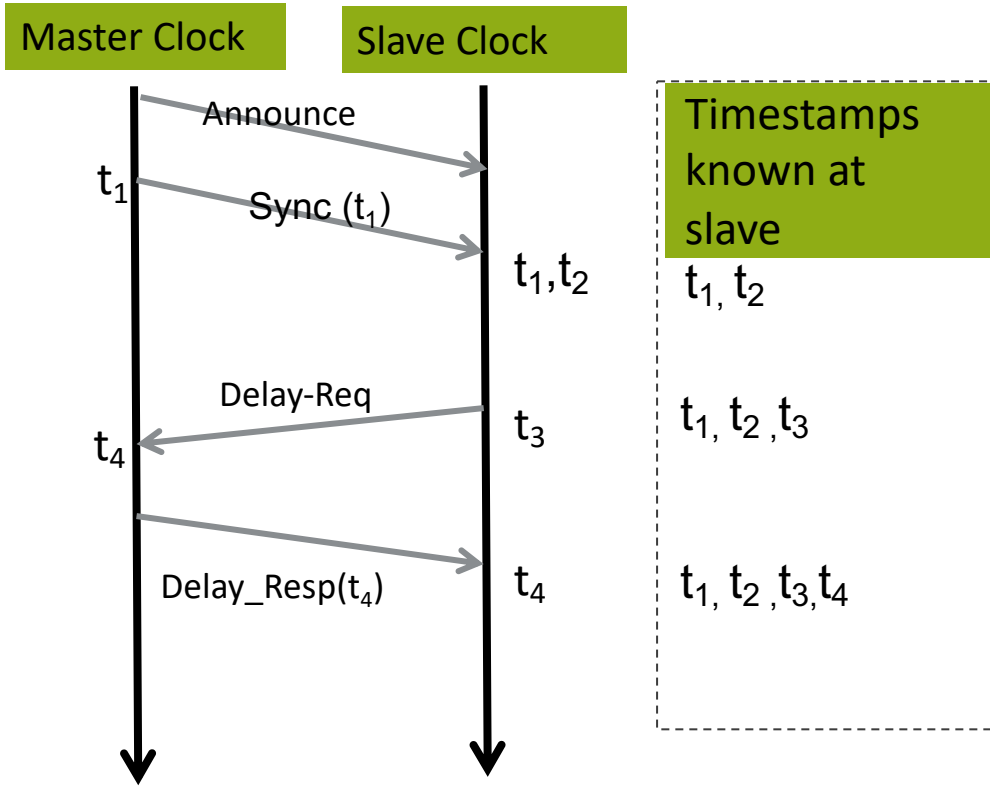 Master Clock
Slave Clock
Announce
Timestamps
known at
slave
t₁
Sync (t₁)
t₁,t₂
t₁, t₂
Delay-Req
t₃
t₁, t₂ ,t₃
t₄
Delay_Resp(t₄)
t₄
t₁, t₂ ,t₃,t₄